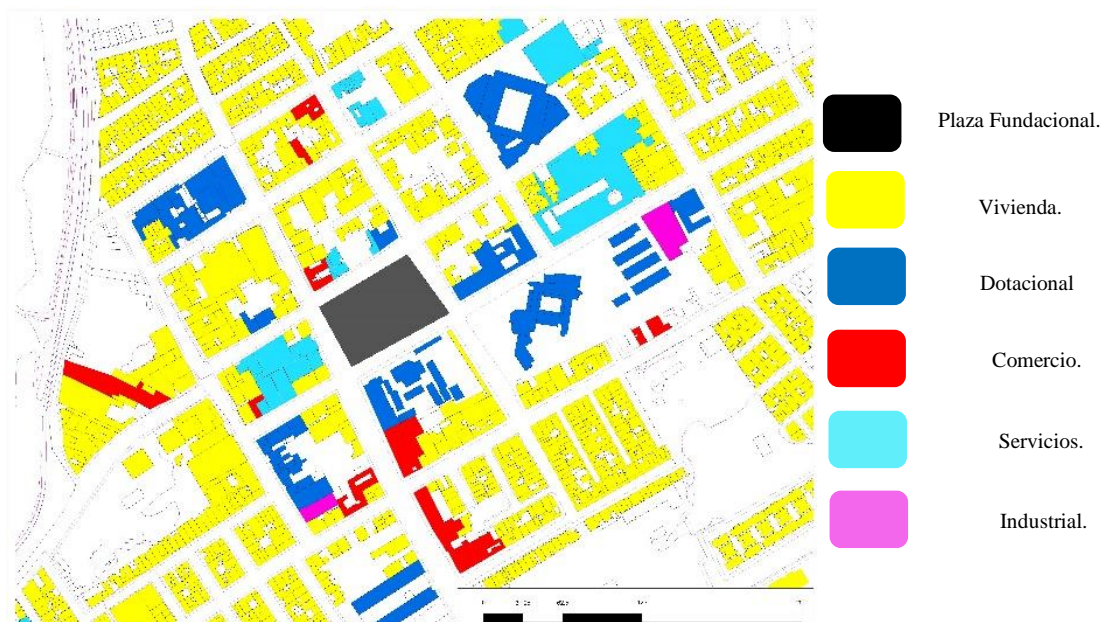 Plaza Fundacional.
Vivienda.
Dotacional
Comercio.
Servicios.
Industrial.